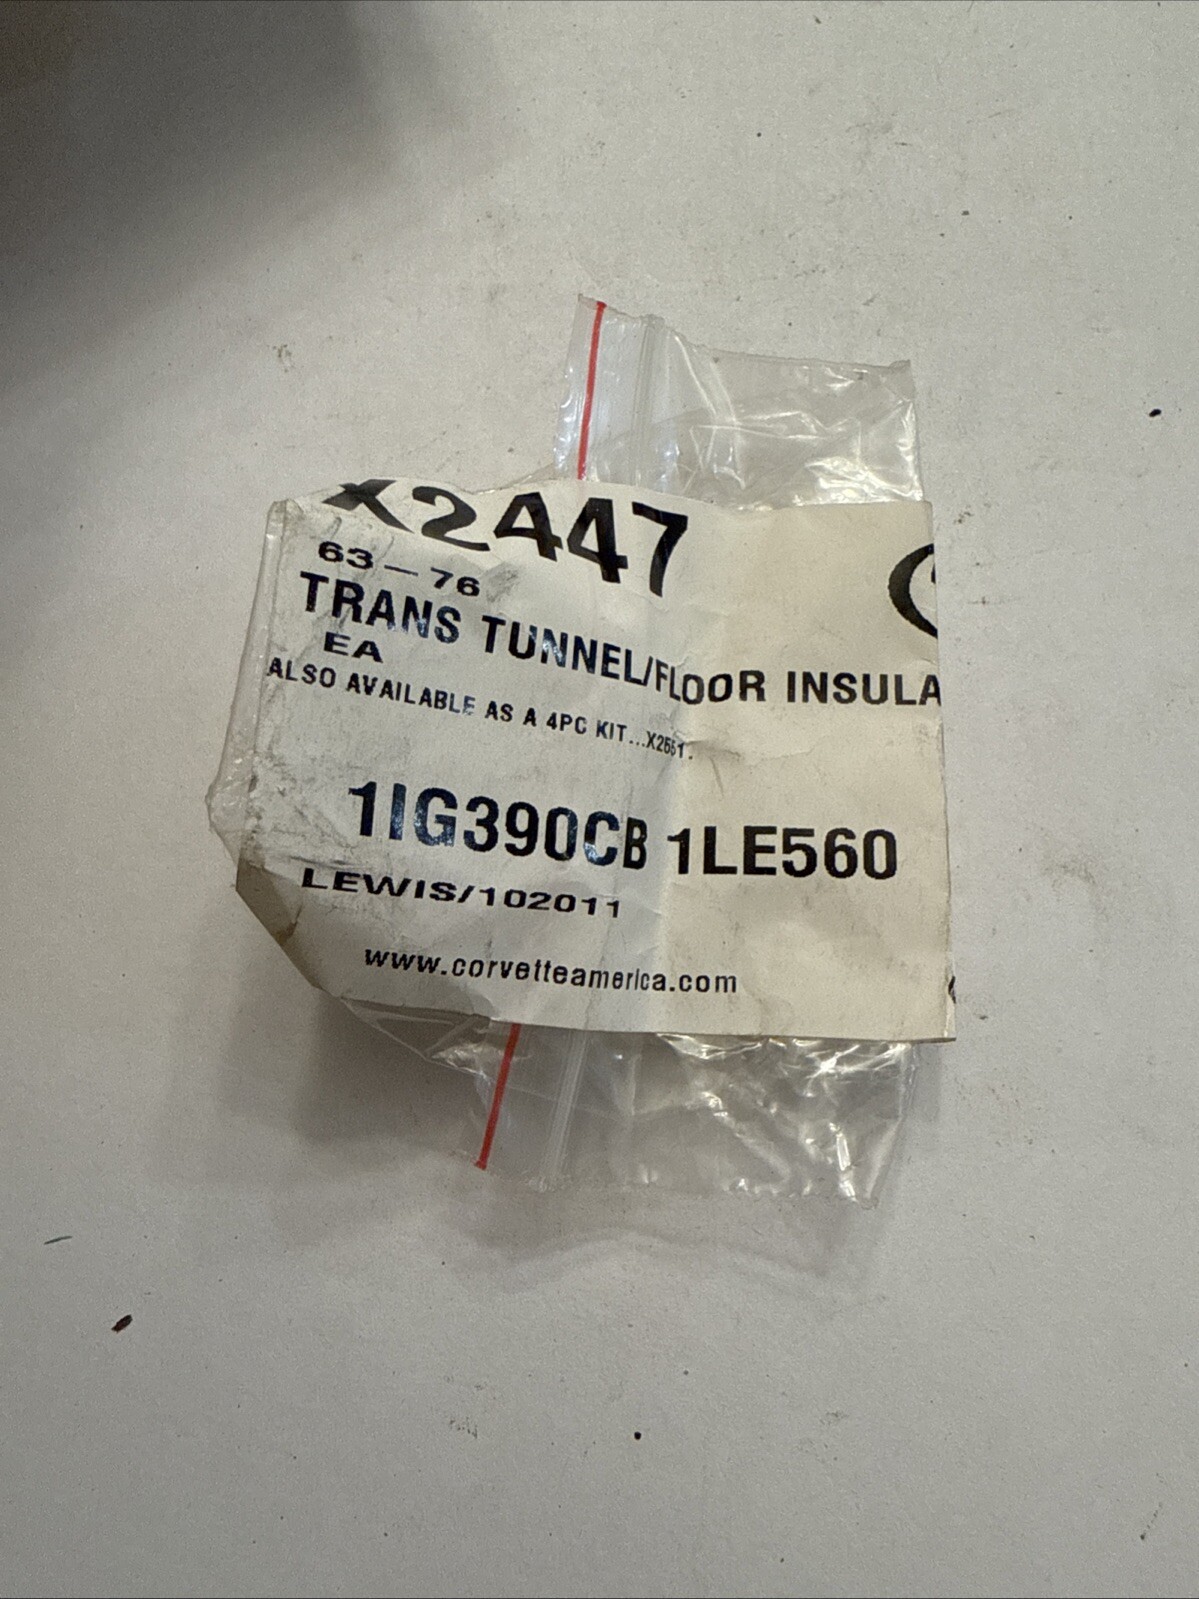 X2447
63-76
TRANS TUNNEL/FLOOR INSULA
EA
ALSO AVAILABLE AS A 4PC KIT...X2551.
1IG390CB 1LE560
LEWIS/102011
www.corvetteamerica.com